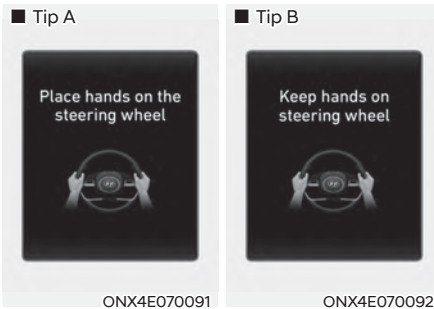 ■ Tip A
Place hands on the
steering wheel
ONX4E070091
■ Tip B
Keep hands on
steering wheel
ONX4E070092